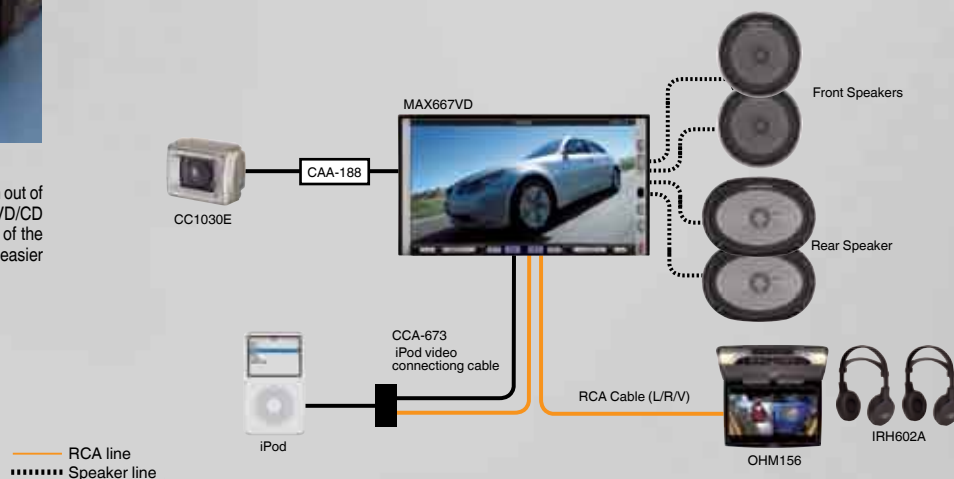 out of
VD/CD
of the
easier
MAX667VD
Front Speakers
CAA-188
CC1030E
Rear Speaker
CCA-673
iPod video
connectiong cable
RCA Cable (L/R/V)
iPod
IRH602A
OHM156
RCA line
Speaker line